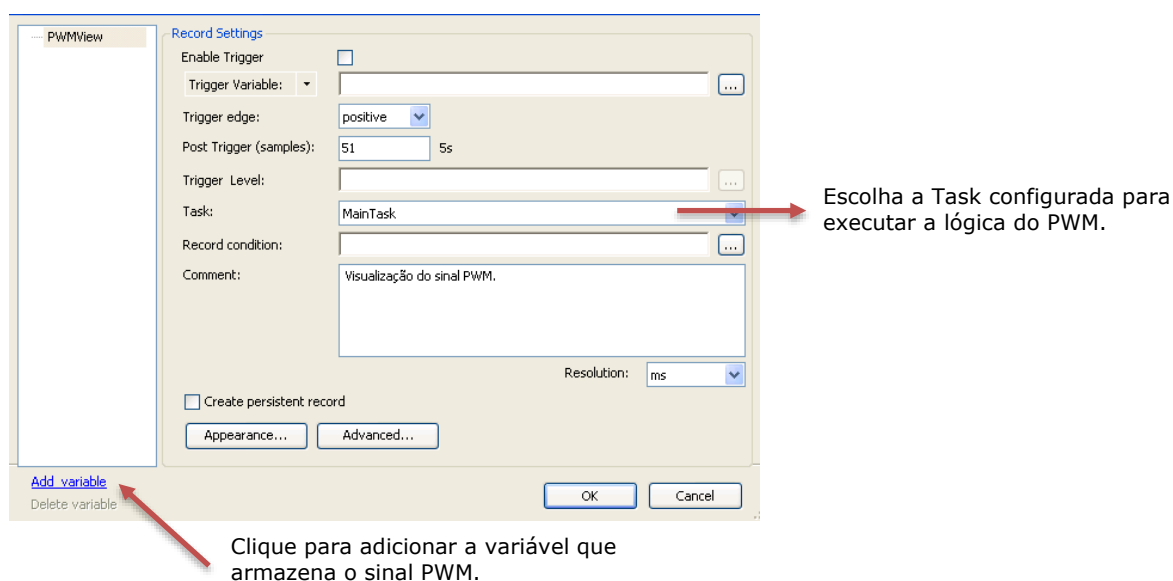 PWMView
Record Settings
Enable Trigger
Trigger Variable:
...
Trigger edge:
positive
Post Trigger (samples):
51
5s
Trigger Level:
...
Task:
MainTask
Escolha a Task configurada para
executar a lógica do PWM.
Record condition:
...
Comment:
Visualização do sinal PWM.
Resolution:
ms
Create persistent record
Appearance...
Advanced...
Add variable
Delete variable
OK
Cancel
Clique para adicionar a variável que
armazena o sinal PWM.